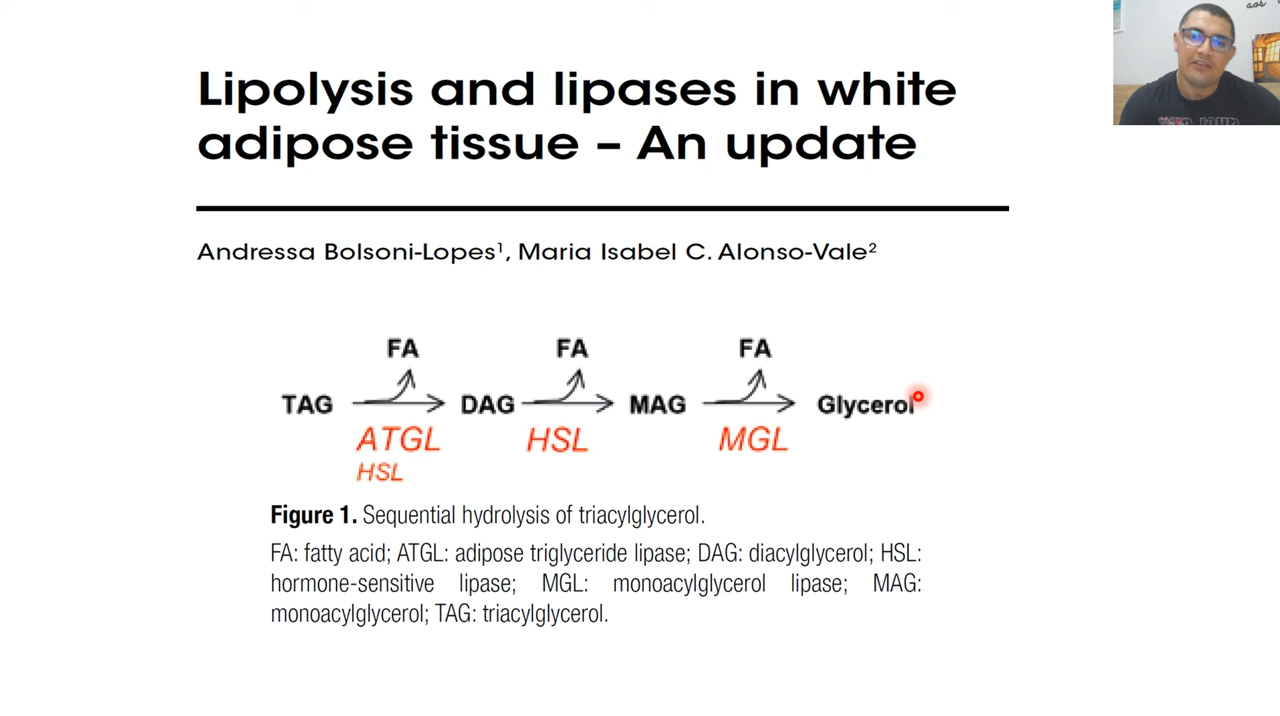 Lipolysis and lipases in white
adipose tissue – An update
Andressa Bolsoni-Lopes¹, Maria Isabel C. Alonso-Vale²
FA FA FA
TAG DAG MAG Glycerol
ATGL HSL MGL
HSL
Figure 1. Sequential hydrolysis of triacylglycerol.
FA: fatty acid; ATGL: adipose triglyceride lipase; DAG: diacylglycerol; HSL:
hormone-sensitive lipase; MGL: monoacylglycerol lipase; MAG:
monoacylglycerol; TAG: triacylglycerol.
aos